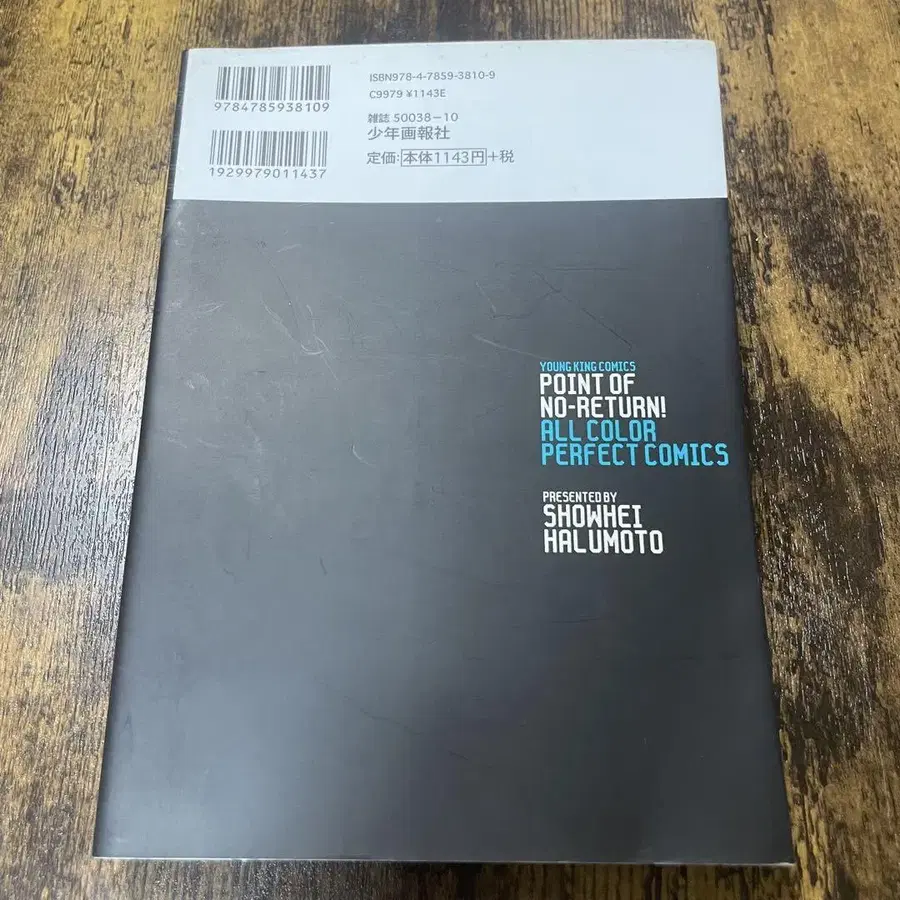 9784785938109
1929979011437
ISBN978-4-7859-3810-9
C9979 ¥1143E
雑誌 50038-10
少年画報社
定価:本体1143円+税
YOUNG KING COMICS
POINT OF
NO-RETURN!
ALL COLOR
PERFECT COMICS
PRESENTED BY
SHOWHEI
HALUMOTO